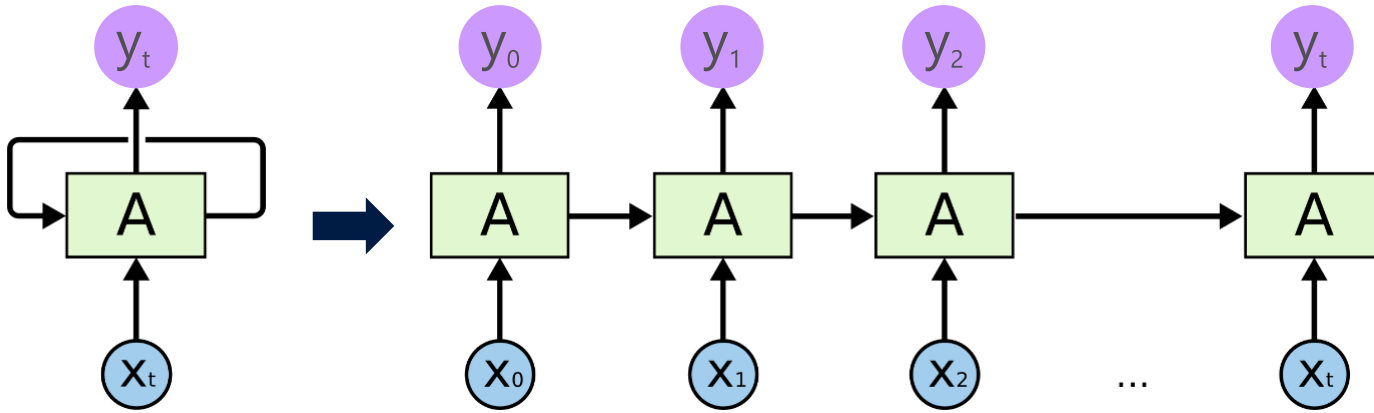 yₜ y₀ y₁ y₂ yₜ
A A A A A
xₜ x₀ x₁ x₂ ... xₜ